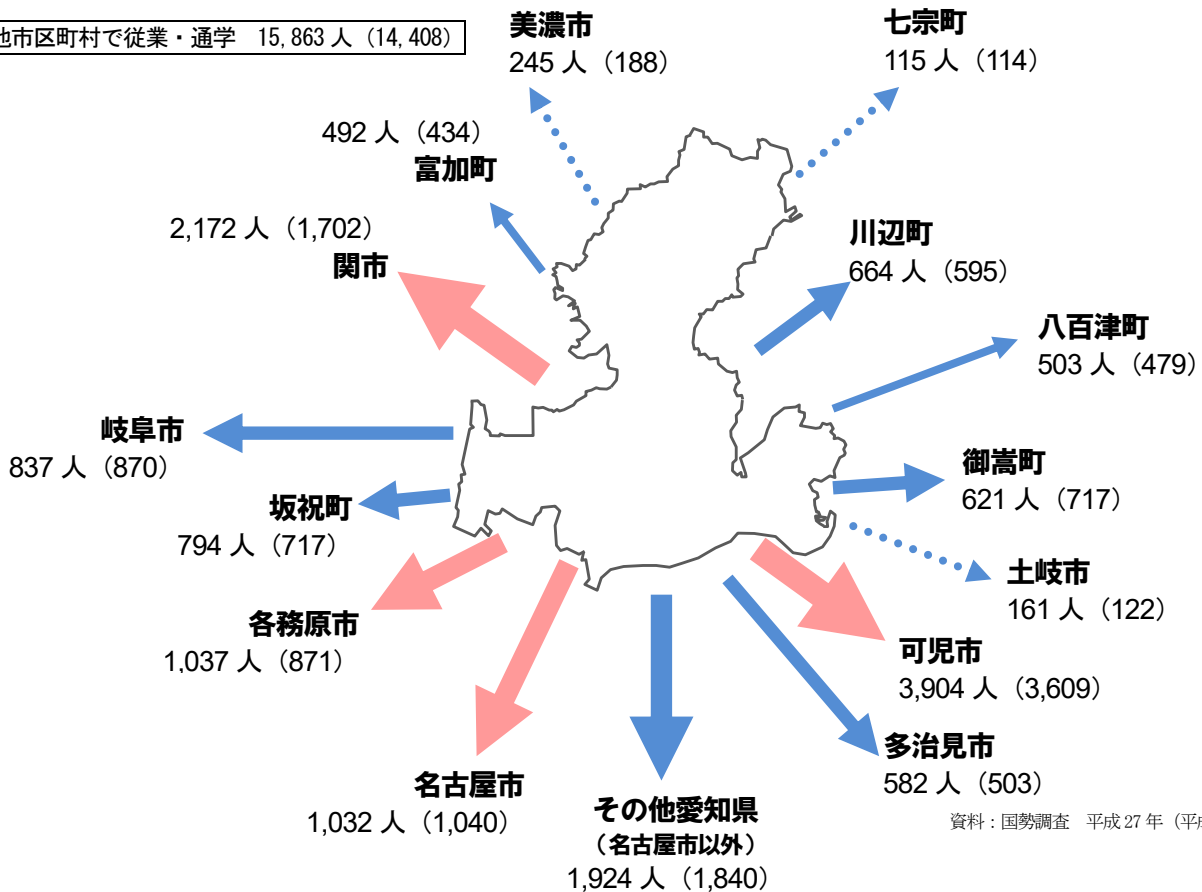 他市区町村で従業・通学 15,863 人（14,408）
美濃市
245 人（188）
七宗町
115 人（114）
492 人（434）
富加町
2,172 人（1,702）
関市
川辺町
664 人（595）
八百津町
503 人（479）
岐阜市
837 人（870）
御嵩町
621 人（717）
坂祝町
794 人（717）
土岐市
161 人（122）
各務原市
1,037 人（871）
可児市
3,904 人（3,609）
多治見市
582 人（503）
名古屋市
1,032 人（1,040）
その他愛知県
（名古屋市以外）
1,924 人（1,840）
資料：国勢調査 平成 27 年（平